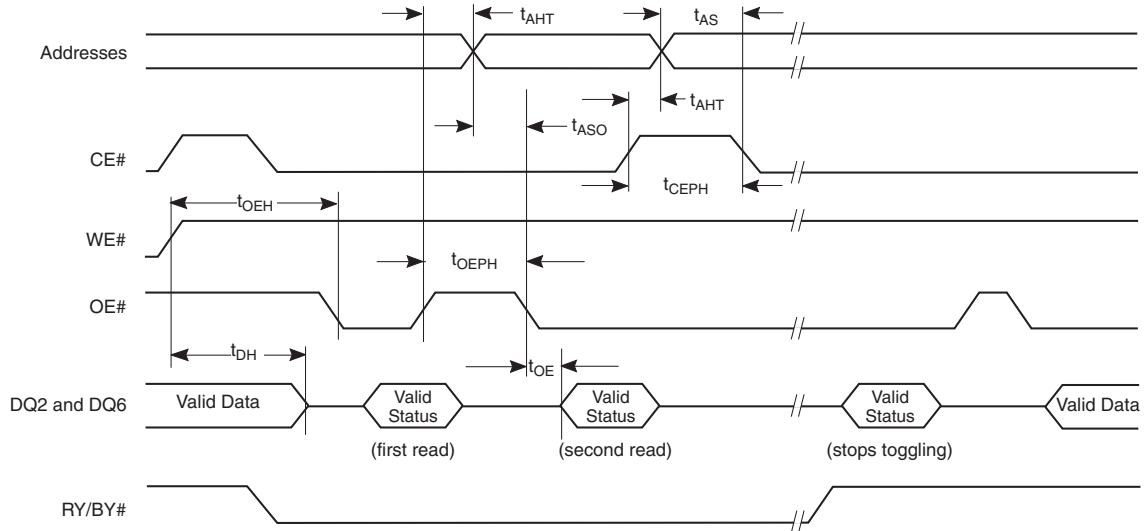 tAHT
tAS
Addresses
tAHT
tASO
CE#
tCEPH
tOEH
WE#
tOEPH
OE#
tDH
tOE
DQ2 and DQ6
Valid Data
Valid
Status
Valid
Status
Valid
Status
Valid Data
(first read)
(second read)
(stops toggling)
RY/BY#